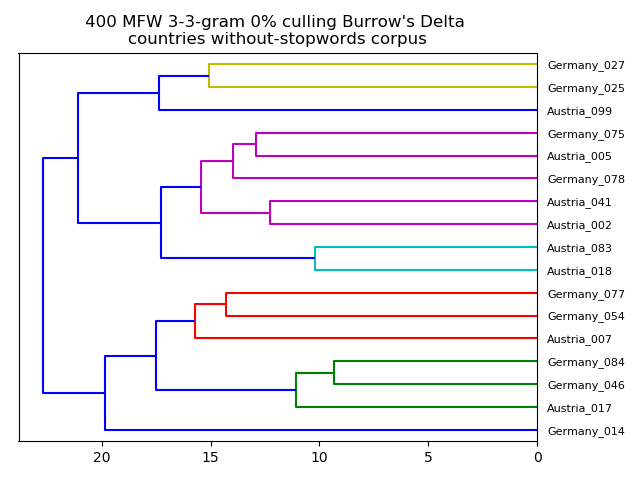 400 MFW 3-3-gram 0% culling Burrow's Delta
countries without-stopwords corpus
Germany_027
Germany_025
Austria_099
Germany_075
Austria_005
Germany_078
Austria_041
Austria_002
Austria_083
Austria_018
Germany_077
Germany_054
Austria_007
Germany_084
Germany_046
Austria_017
Germany_014
20 15 10 5 0